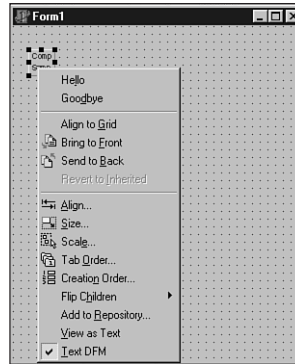 Form1
Comp
Hello
Goodbye
Align to Grid
Bring to Front
Send to Back
Revert to Inherited
Align...
Size...
Scale...
Tab Order...
Creation Order...
Flip Children
Add to Repository...
View as Text
Text DFM